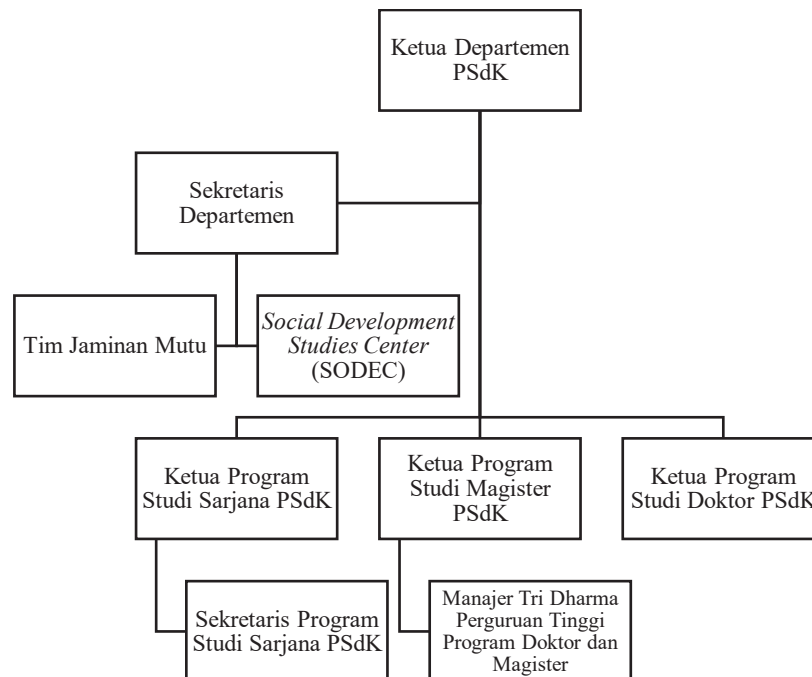 Ketua Departemen
PSdK
Sekretaris
Departemen
Tim Jaminan Mutu
Social Development
Studies Center
(SODEC)
Ketua Program
Studi Sarjana PSdK
Ketua Program
Studi Magister
PSdK
Ketua Program
Studi Doktor PSdK
Sekretaris Program
Studi Sarjana PSdK
Manajer Tri Dharma
Perguruan Tinggi
Program Doktor dan
Magister